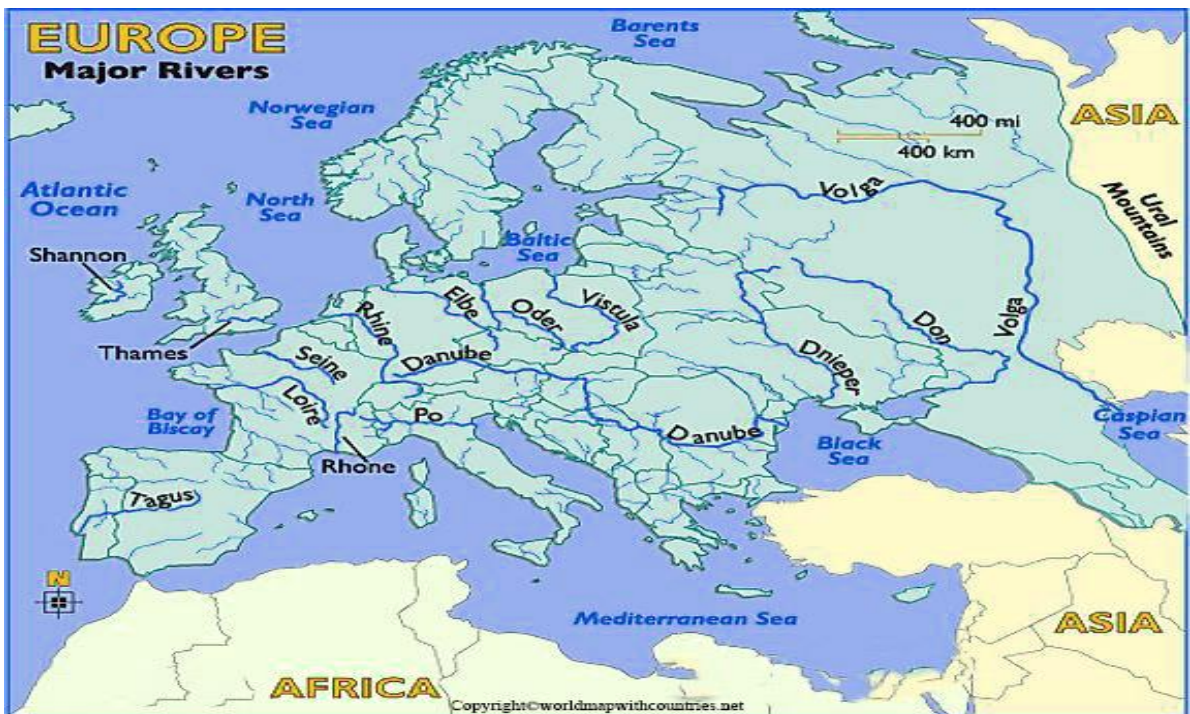 EUROPE
Major Rivers
Barents
Sea
Norwegian
Sea
ASIA
400 mi
400 km
Atlantic
Ocean
North
Sea
Volga
Ural
Mountains
Shannon
Baltic
Sea
Thames
Rhine
Elbe
Oder
Vistula
Don
Volga
Seine
Danube
Dnieper
Loire
Bay of
Biscay
Po
Danube
Black
Sea
Caspian
Sea
Rhone
Tagus
N
Mediterranean Sea
ASIA
AFRICA
Copyright©worldmapwithcountries.net